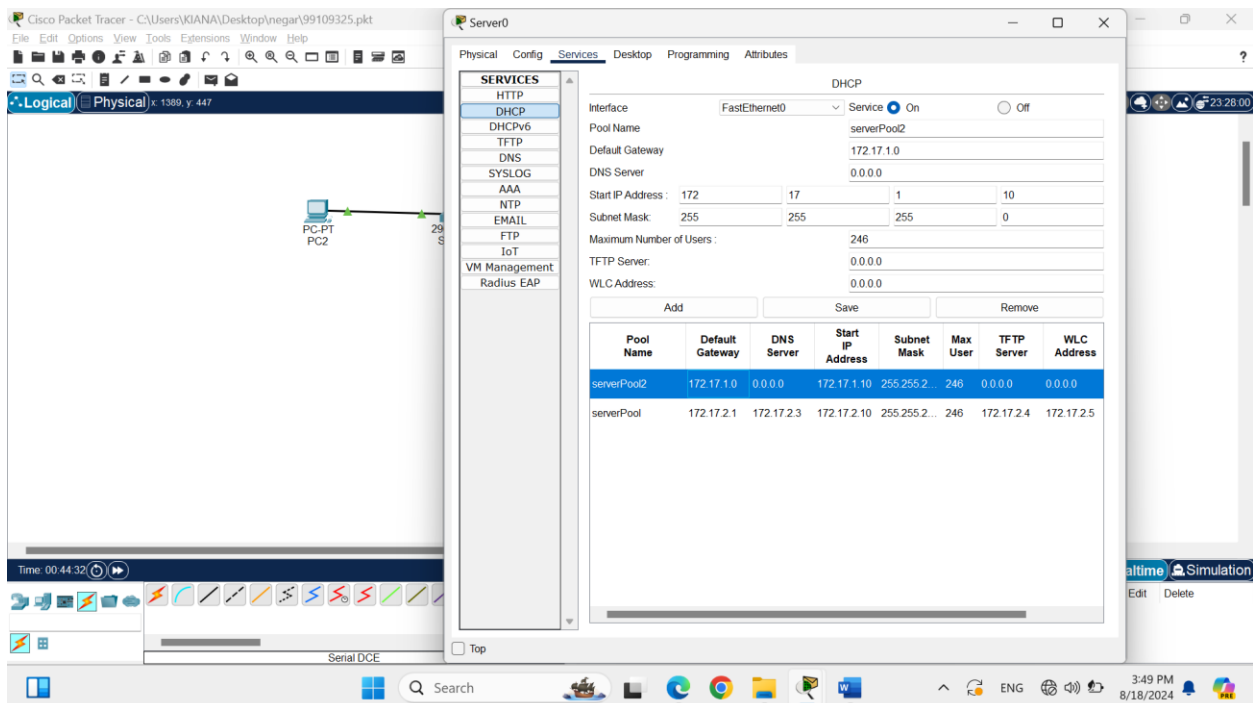 Cisco Packet Tracer - C:\Users\KIANA\Desktop\negar\99109325.pkt
File Edit Options View Tools Extensions Window Help
?
Logical Physical x: 1389, y: 447
23:28:00
PC-PT
PC2
29
S
Server0
Physical Config Services Desktop Programming Attributes
SERVICES
HTTP
DHCP
DHCPv6
TFTP
DNS
SYSLOG
AAA
NTP
EMAIL
FTP
IoT
VM Management
Radius EAP
DHCP
Interface FastEthernet0 Service On Off
Pool Name serverPool2
Default Gateway 172.17.1.0
DNS Server 0.0.0.0
Start IP Address : 172 17 1 10
Subnet Mask: 255 255 255 0
Maximum Number of Users : 246
TFTP Server: 0.0.0.0
WLC Address: 0.0.0.0
Add Save Remove
Pool Name Default Gateway DNS Server Start IP Address Subnet Mask Max User TFTP Server WLC Address
serverPool2 172.17.1.0 0.0.0.0 172.17.1.10 255.255.2... 246 0.0.0.0 0.0.0.0
serverPool 172.17.2.1 172.17.2.3 172.17.2.10 255.255.2... 246 172.17.2.4 172.17.2.5
Top
Time: 00:44:32
altime Simulation
Edit Delete
Serial DCE
Search
ENG
3:49 PM
8/18/2024
PRE